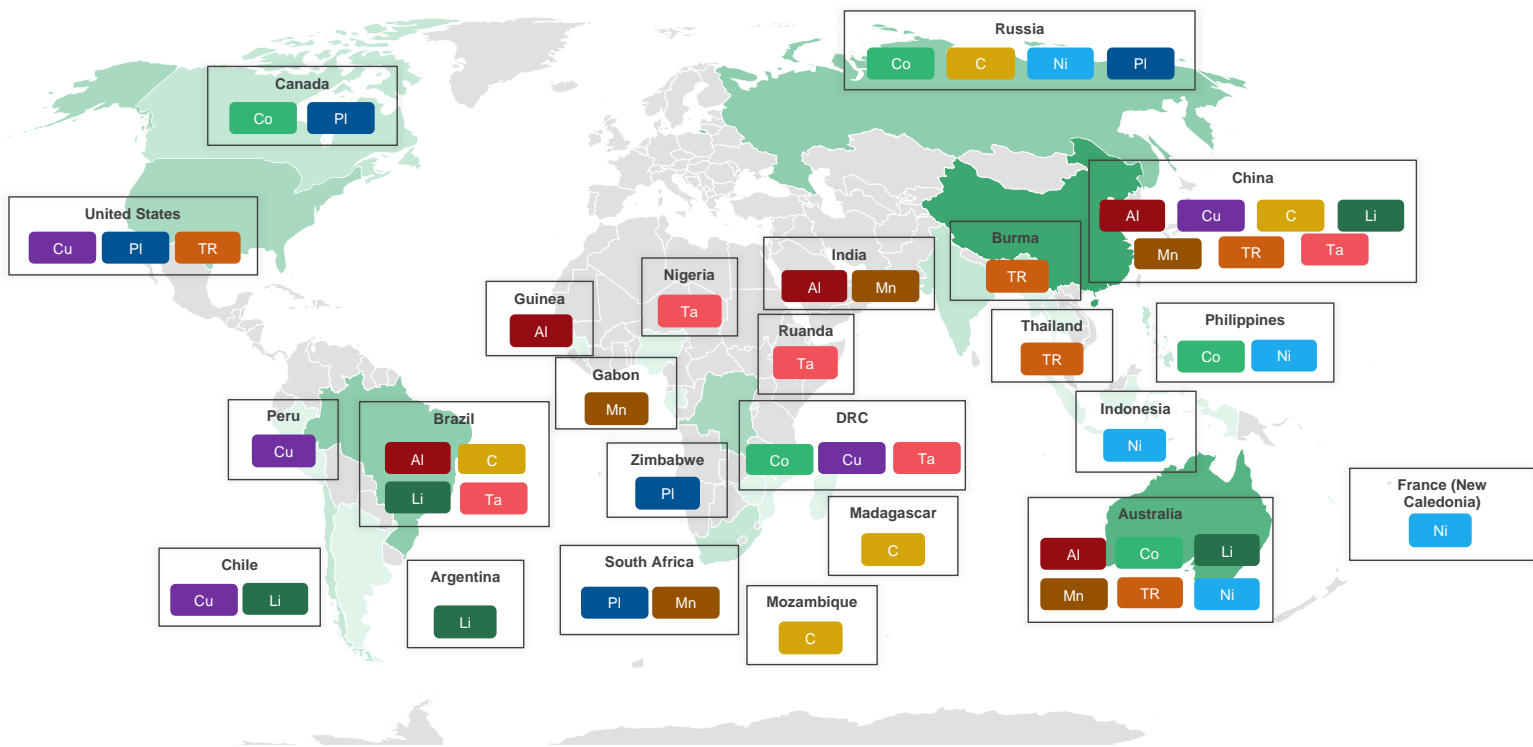 Russia
Co C Ni Pl
Canada
Co Pl
China
Al Cu C Li
Mn TR Ta
United States
Cu Pl TR
Burma
TR
India
Al Mn
Nigeria
Ta
Guinea
Al
Ruanda
Ta
Thailand
TR
Philippines
Co Ni
Gabon
Mn
Peru
Cu
Brazil
Al C
Li Ta
DRC
Co Cu Ta
Indonesia
Ni
Zimbabwe
Pl
France (New
Caledonia)
Ni
Madagascar
C
Australia
Al Co Li
Mn TR Ni
Chile
Cu Li
Argentina
Li
South Africa
Pl Mn
Mozambique
C